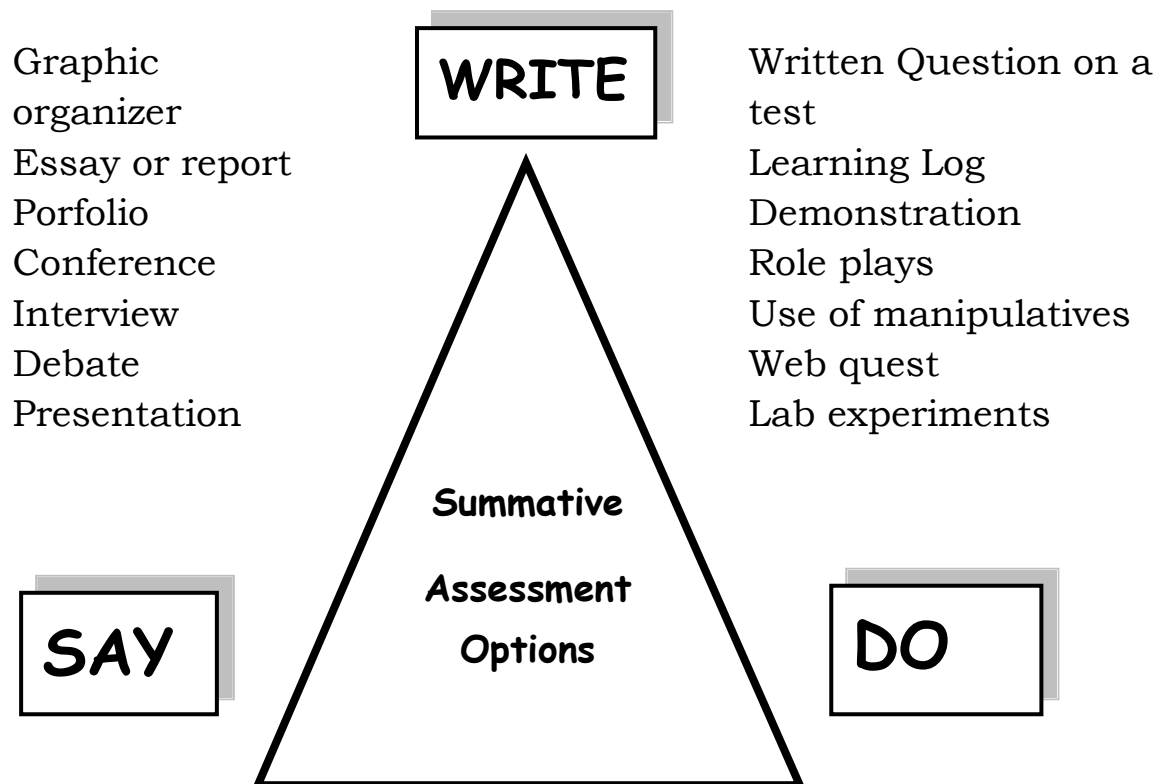 WRITE
Graphic
organizer
Essay or report
Porfolio
Conference
Interview
Debate
Presentation
Written Question on a
test
Learning Log
Demonstration
Role plays
Use of manipulatives
Web quest
Lab experiments
Summative
Assessment
Options
SAY
DO